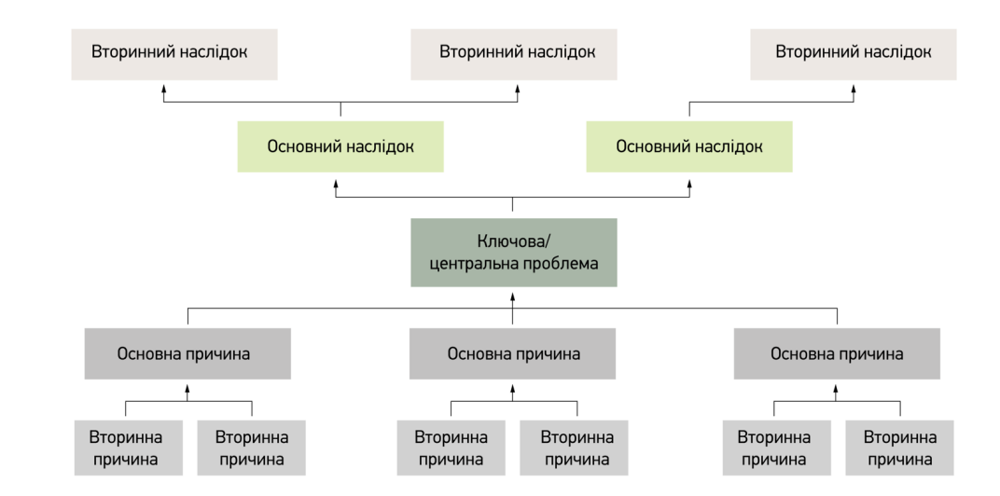 Вторинний наслідок
Вторинний наслідок
Вторинний наслідок
Основний наслідок
Основний наслідок
Ключова/
центральна проблема
Основна причина
Основна причина
Основна причина
Вторинна
причина
Вторинна
причина
Вторинна
причина
Вторинна
причина
Вторинна
причина
Вторинна
причина